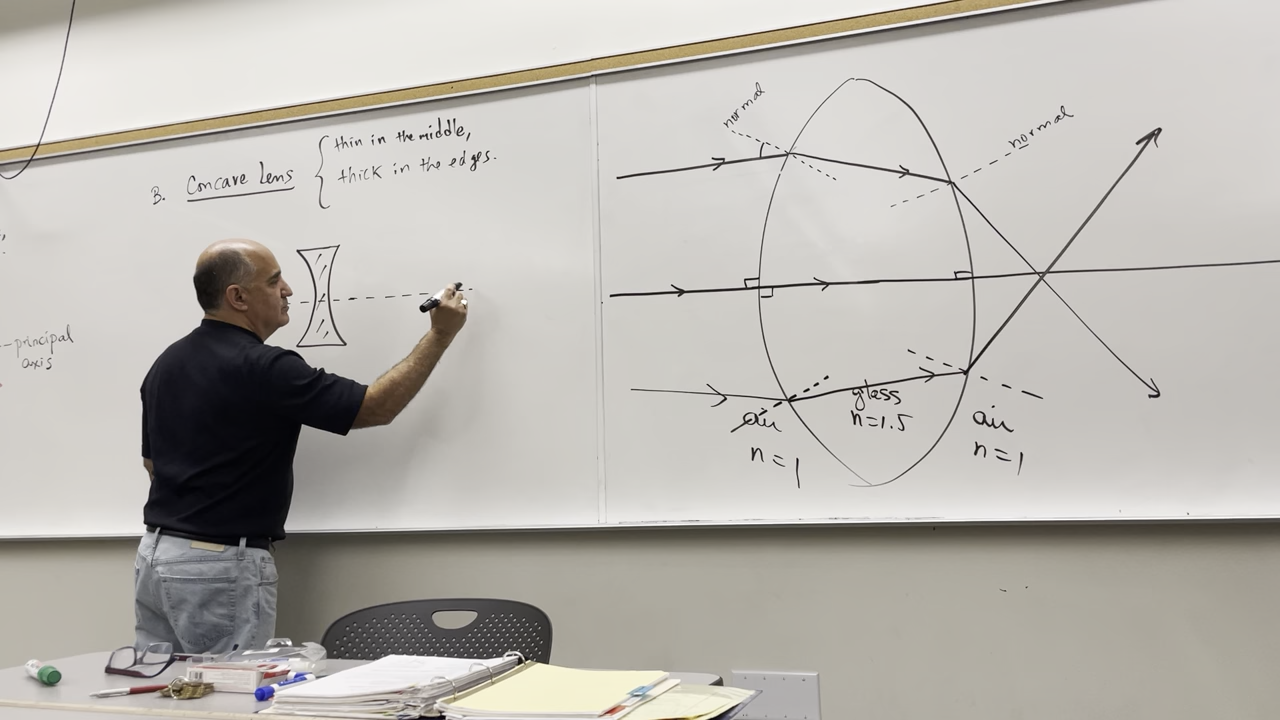 B. Concave Lens
thin in the middle,
thick in the edges.
principal
axis
normal
normal
glass
n=1.5
air
n=1
air
n=1